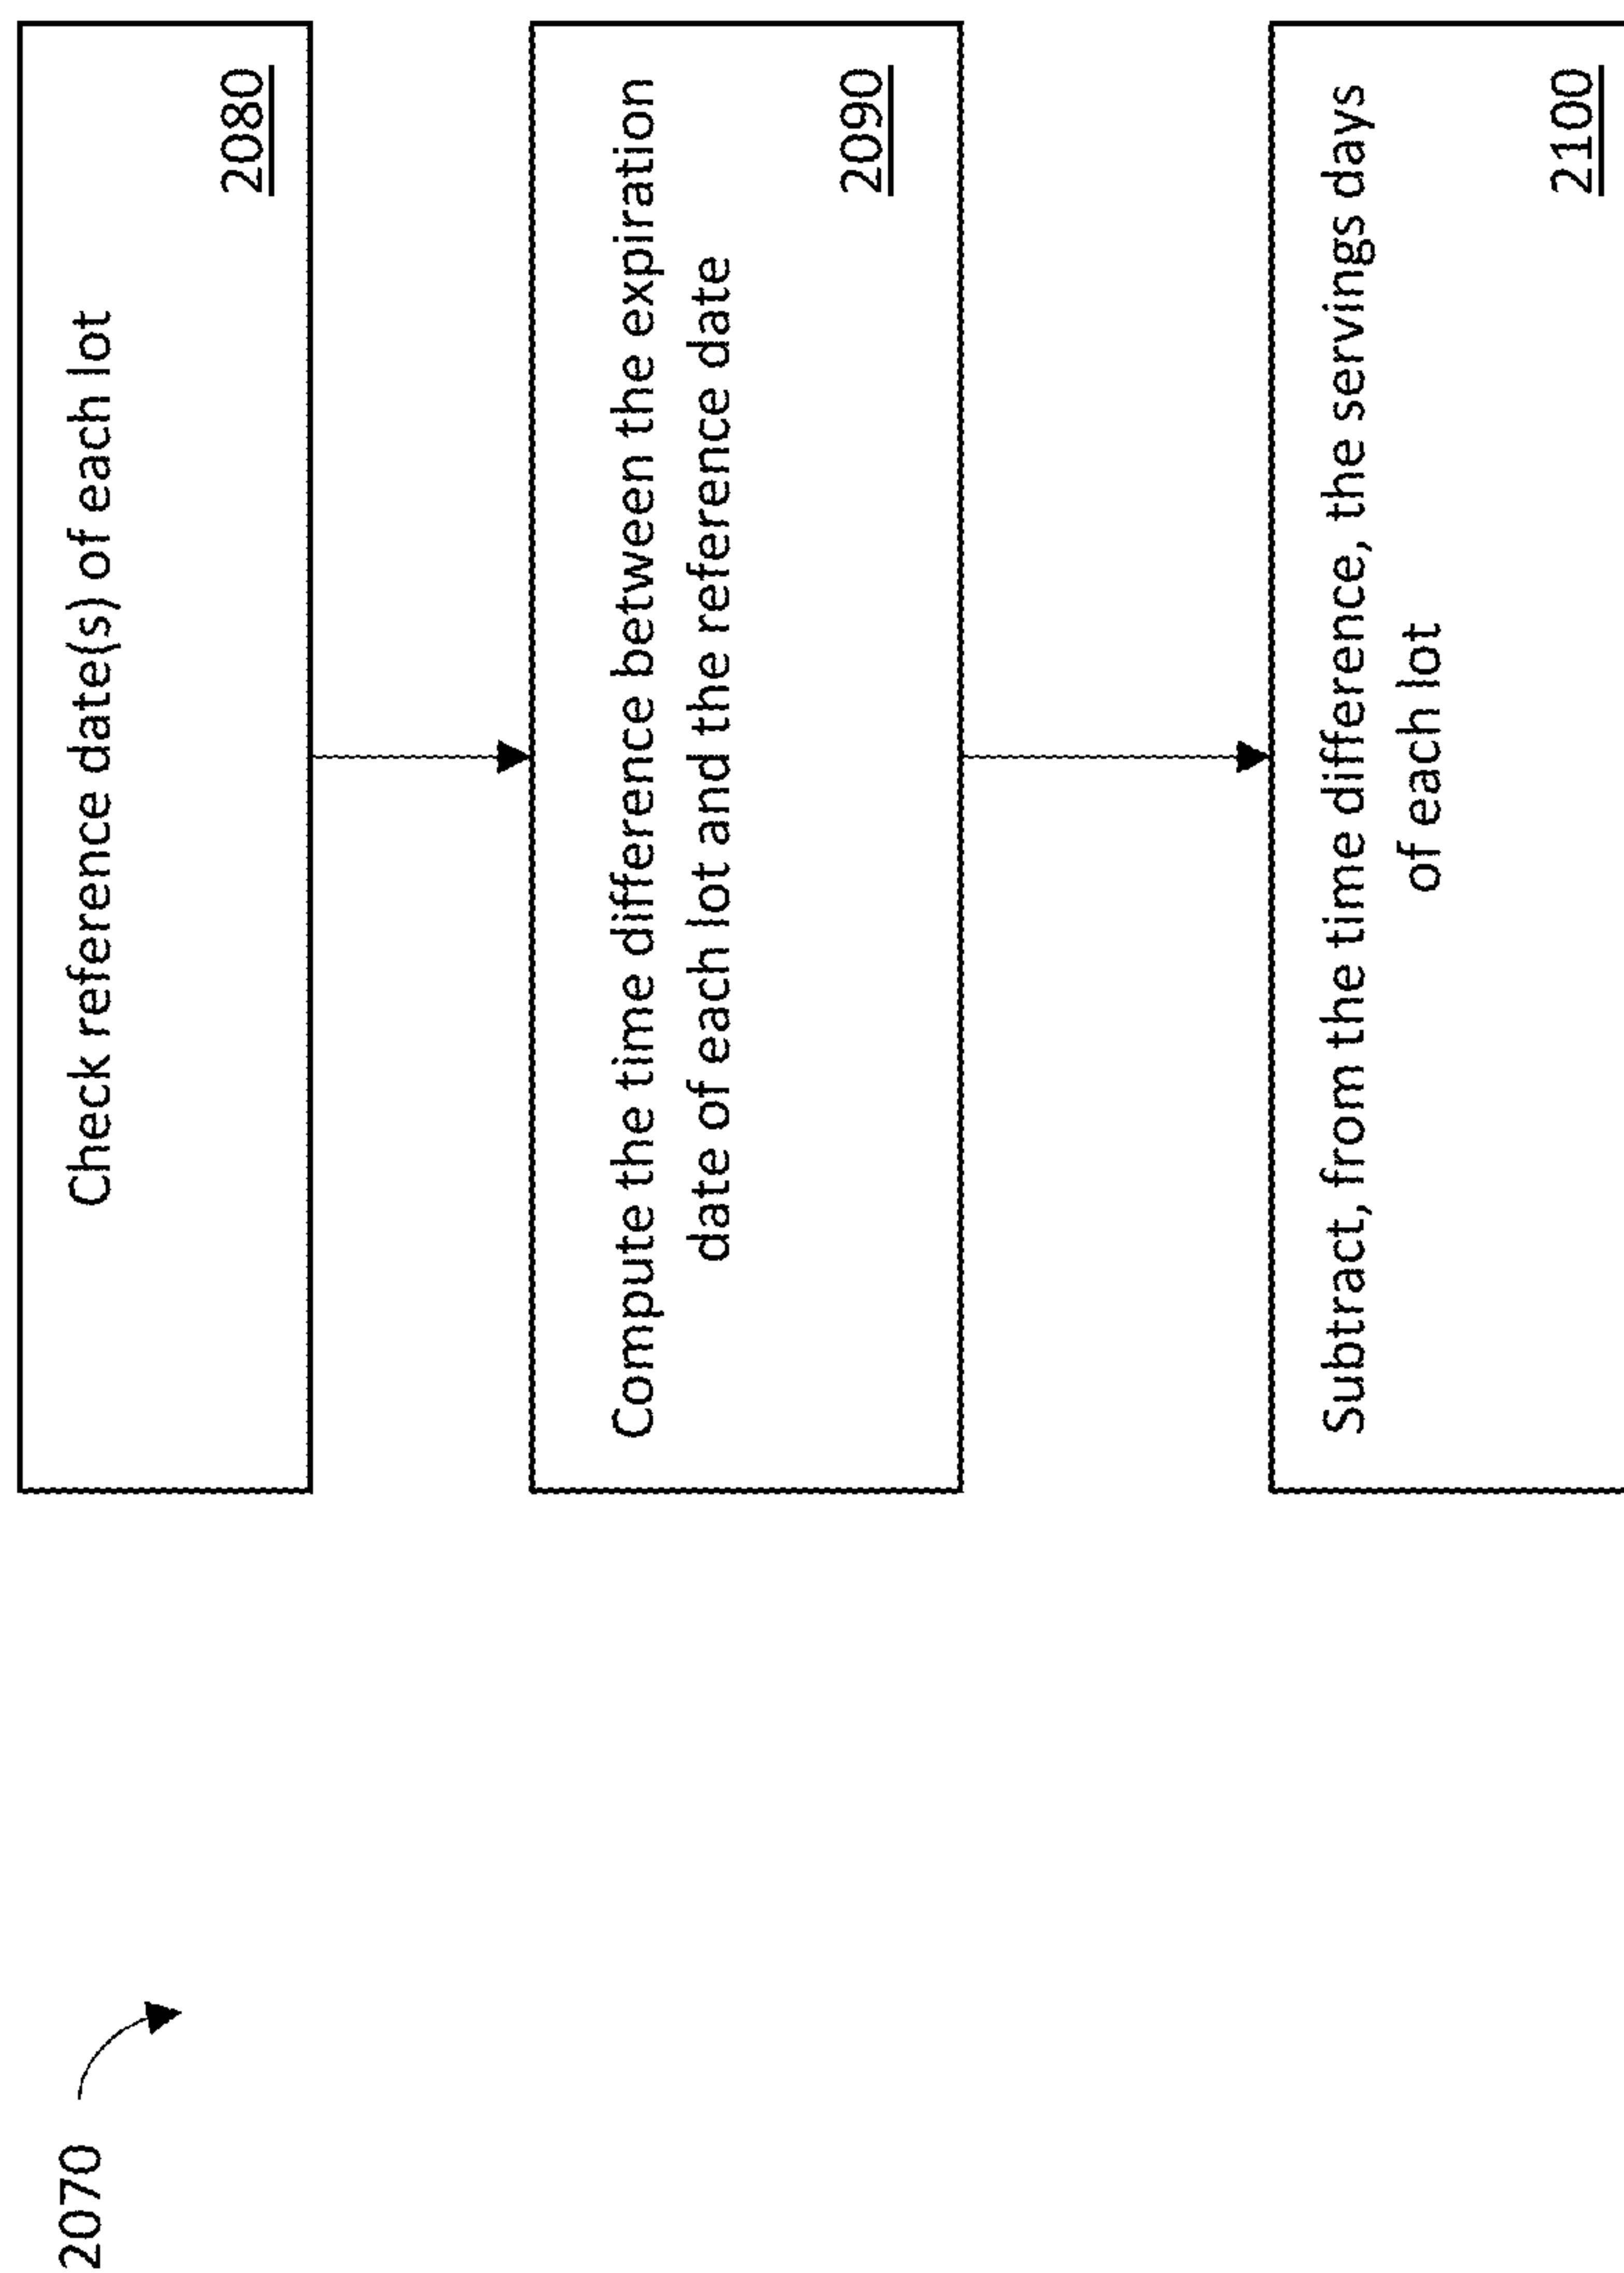 2070
Check reference date(s) of each lot
2080
Compute the time difference between the expiration
date of each lot and the reference date
2090
Subtract, from the time difference, the servings days
of each lot
2100